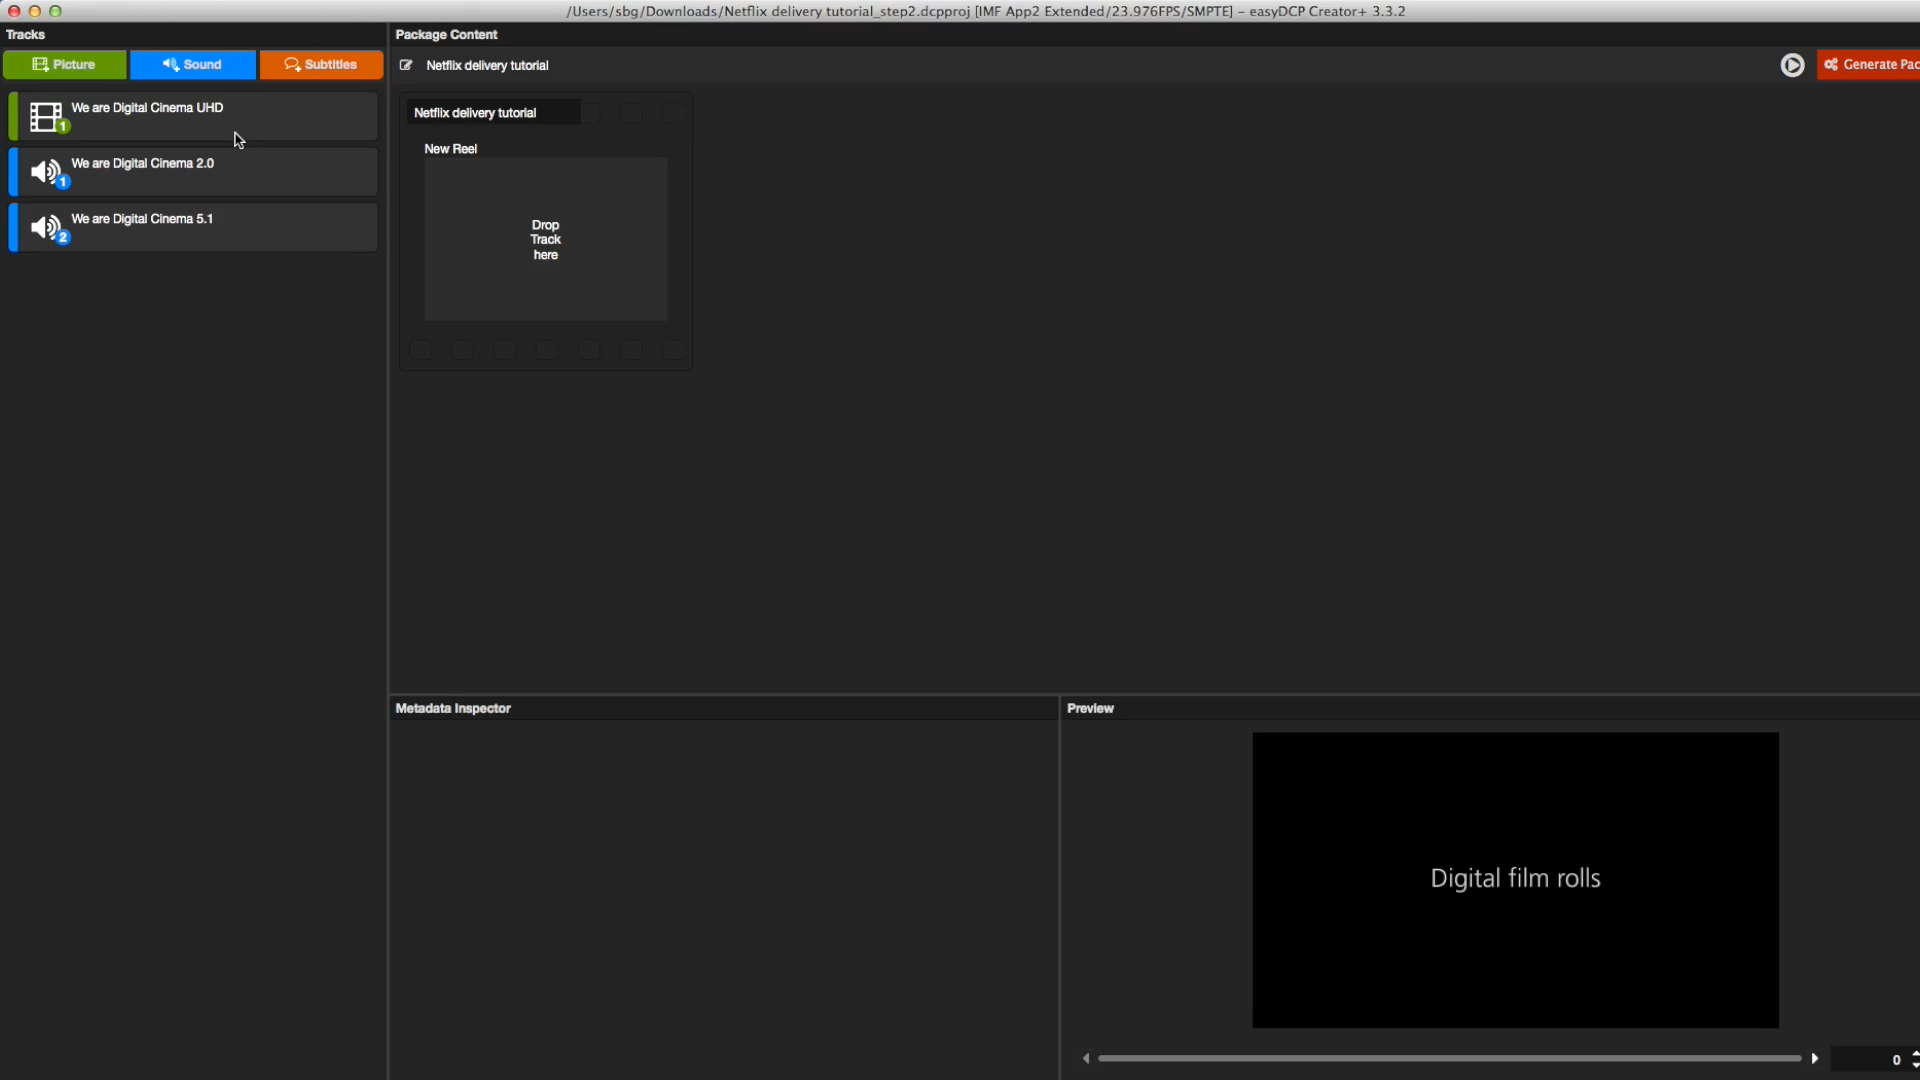 /Users/sbg/Downloads/Netflix delivery tutorial_step2.dcpproj [IMF App2 Extended/23.976FPS/SMPTE] - easyDCP Creator+ 3.3.2
Tracks
Package Content
Picture
Sound
Subtitles
Netflix delivery tutorial
Generate Pac
We are Digital Cinema UHD
1
We are Digital Cinema 2.0
1
We are Digital Cinema 5.1
2
Netflix delivery tutorial
New Reel
Drop
Track
here
Metadata Inspector
Preview
Digital film rolls
0